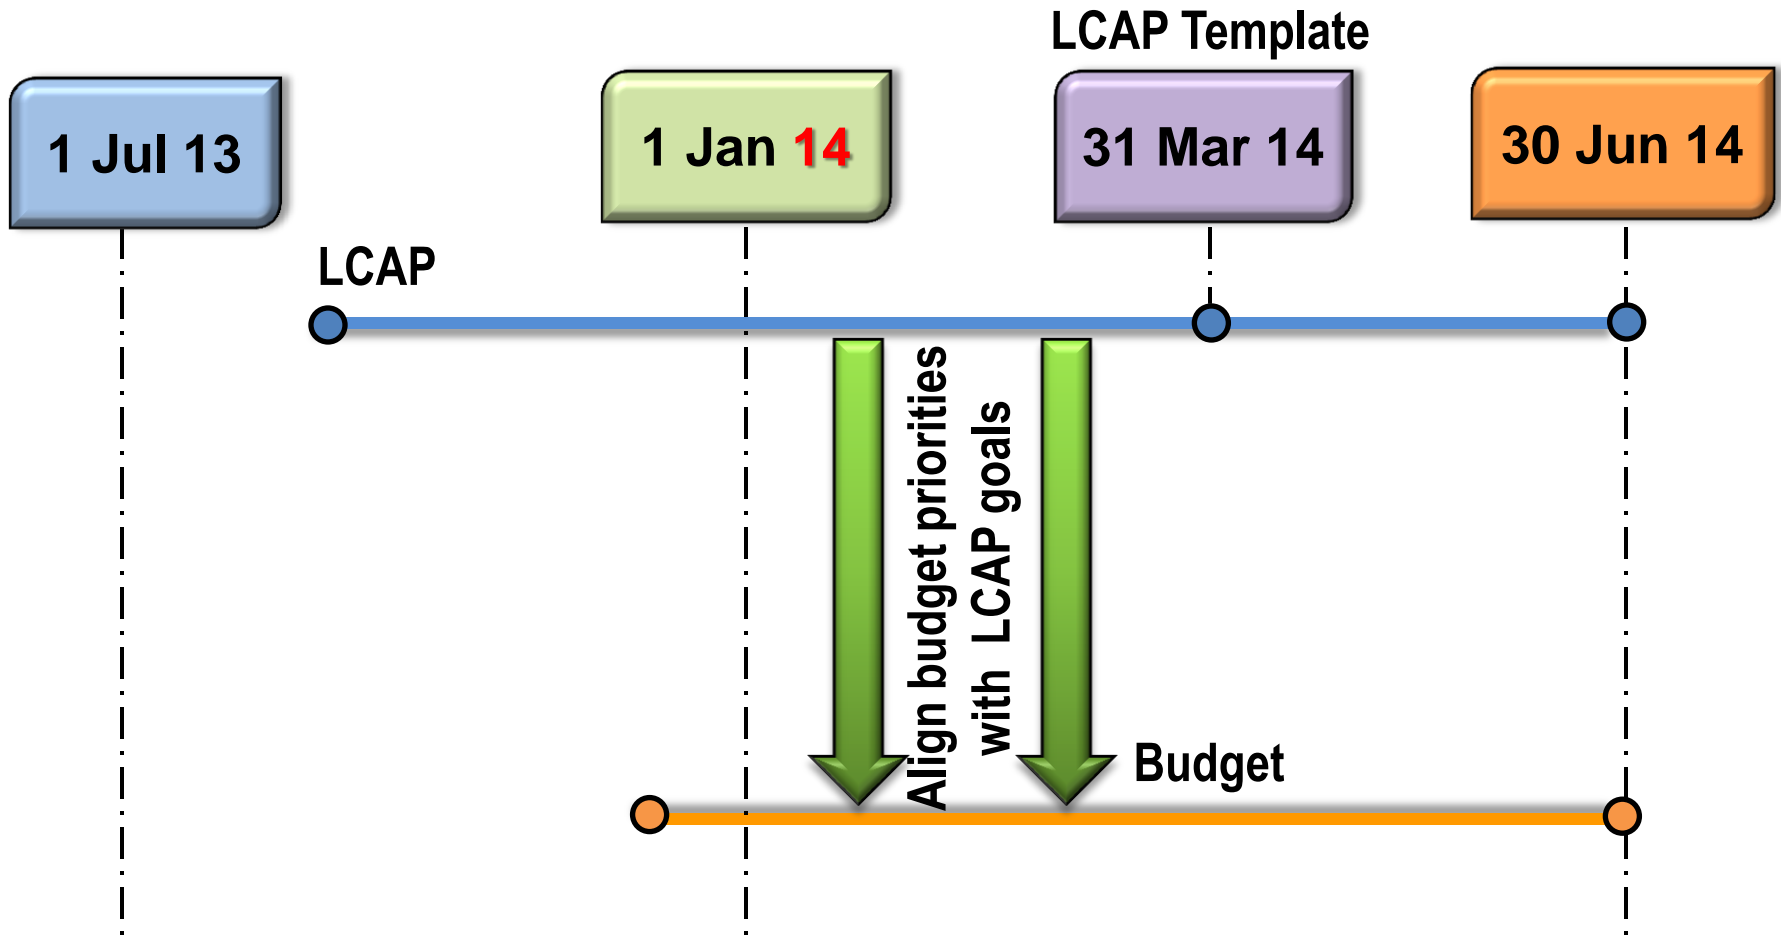 LCAP Template
1 Jul 13
1 Jan 14
31 Mar 14
30 Jun 14
LCAP
Align budget priorities
with LCAP goals
Budget